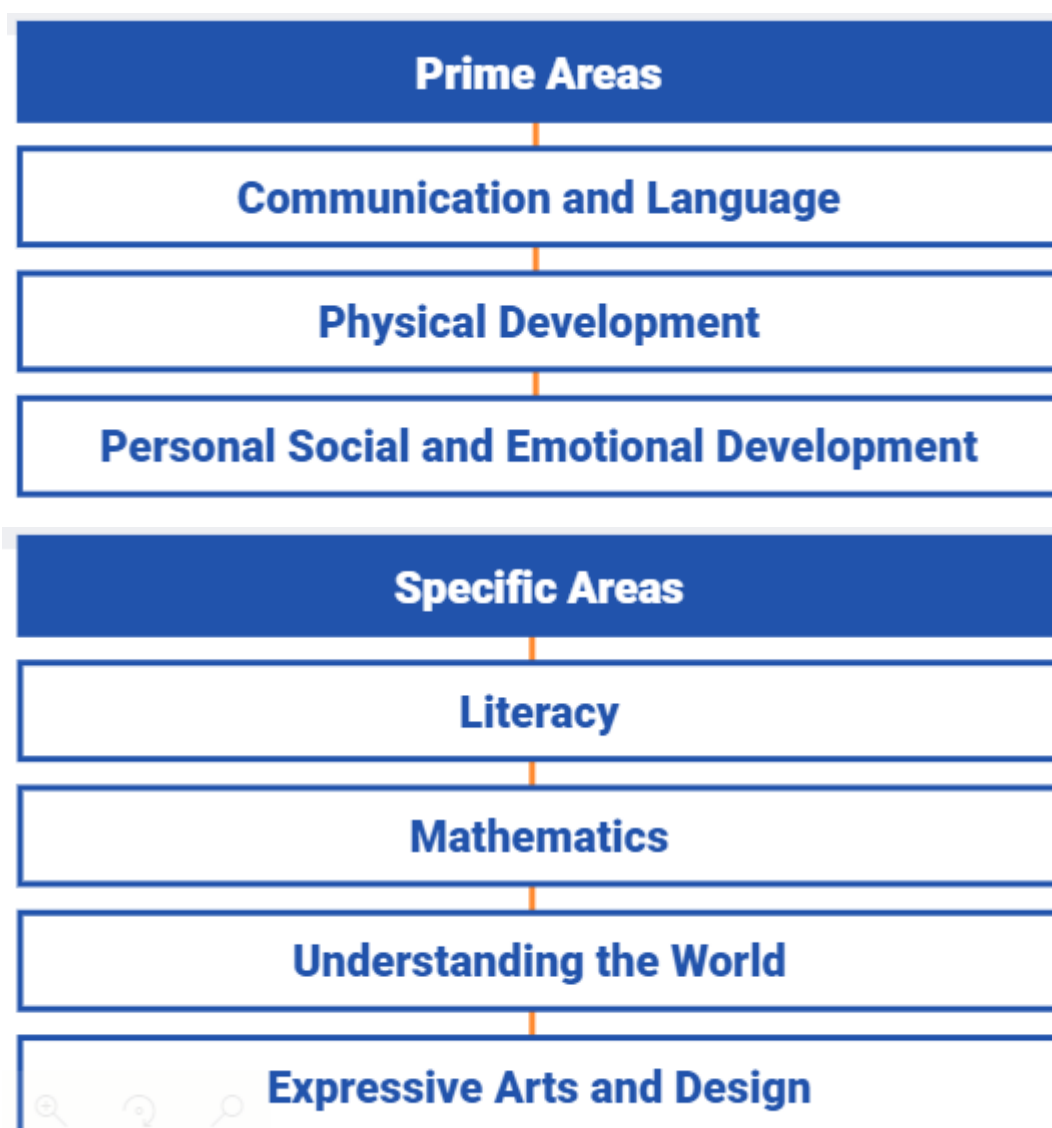 Prime Areas
Communication and Language
Physical Development
Personal Social and Emotional Development
Specific Areas
Literacy
Mathematics
Understanding the World
Expressive Arts and Design